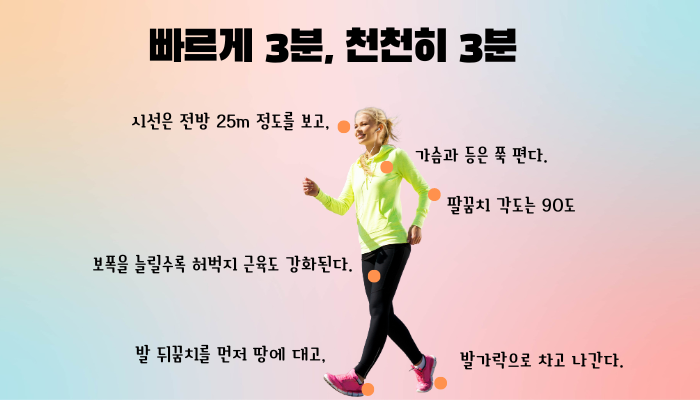 빠르게 3분, 천천히 3분
시선은 전방 25m 정도를 보고,
가슴과 등은 쭉 편다.
팔꿈치 각도는 90도
보폭을 늘릴수록 허벅지 근육도 강화된다.
발 뒤꿈치를 먼저 땅에 대고,
발가락으로 차고 나간다.